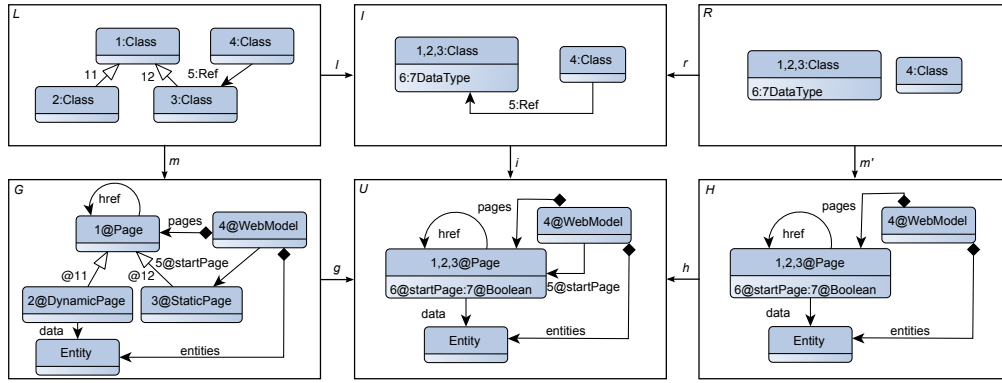 L
1:Class
4:Class
11
12
5:Ref
2:Class
3:Class
l
I
1,2,3:Class
6:7DataType
4:Class
5:Ref
r
R
1,2,3:Class
6:7DataType
4:Class
m
i
m'
G
href
1@Page
pages
4@WebModel
@11
@12
5@startPage
2@DynamicPage
3@StaticPage
data
Entity
entities
g
U
pages
4@WebModel
href
1,2,3@Page
6@startPage:7@Boolean
5@startPage
data
Entity
entities
h
H
pages
4@WebModel
href
1,2,3@Page
6@startPage:7@Boolean
data
Entity
entities